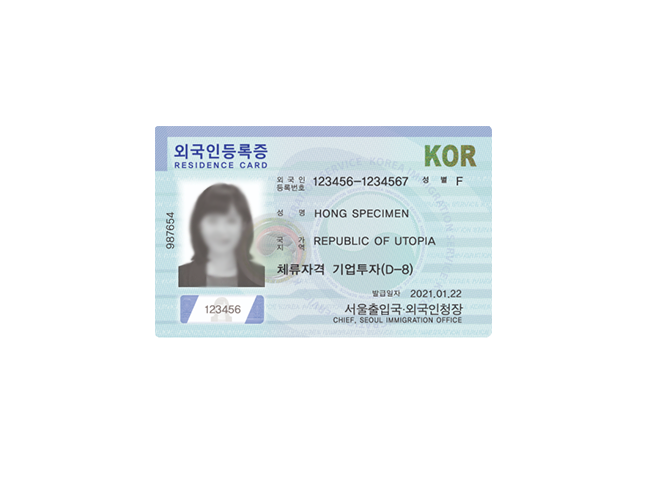 외국인등록증
RESIDENCE CARD
KOR
외국인
등록번호 123456-1234567 성 별 F
성 명 HONG SPECIMEN
국 가
지 역 REPUBLIC OF UTOPIA
체류자격 기업투자(D-8)
987654
123456
발급일자 2021.01.22
서울출입국·외국인청장
CHIEF, SEOUL IMMIGRATION OFFICE